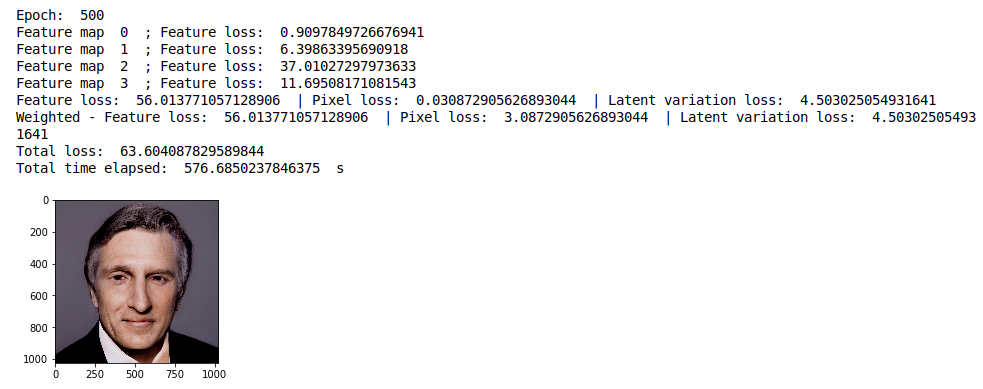 Epoch:  500
Feature map  0  ; Feature loss:  0.9097849726676941
Feature map  1  ; Feature loss:  6.39863395690918
Feature map  2  ; Feature loss:  37.01027297973633
Feature map  3  ; Feature loss:  11.69508171081543
Feature loss:  56.013771057128906  | Pixel loss:  0.030872905626893044  | Latent variation loss:  4.503025054931641
Weighted - Feature loss:  56.013771057128906  | Pixel loss:  3.0872905626893044  | Latent variation loss:  4.50302505493
1641
Total loss:  63.604087829589844
Total time elapsed:  576.6850237846375  s
0
200
400
600
800
1000
0 250 500 750 1000